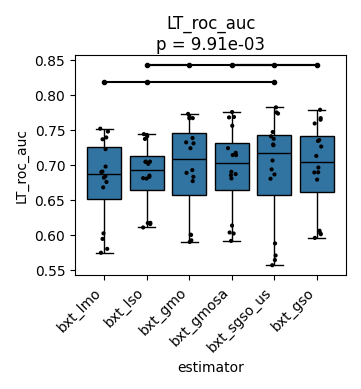 LT_roc_auc
p = 9.91e-03
0.85
0.80
0.75
0.70
0.65
0.60
0.55
LT_roc_auc
bxt_lmo
bxt_lso
bxt_gmo
bxt_gmosa
bxt_sgso_us
bxt_gso
estimator